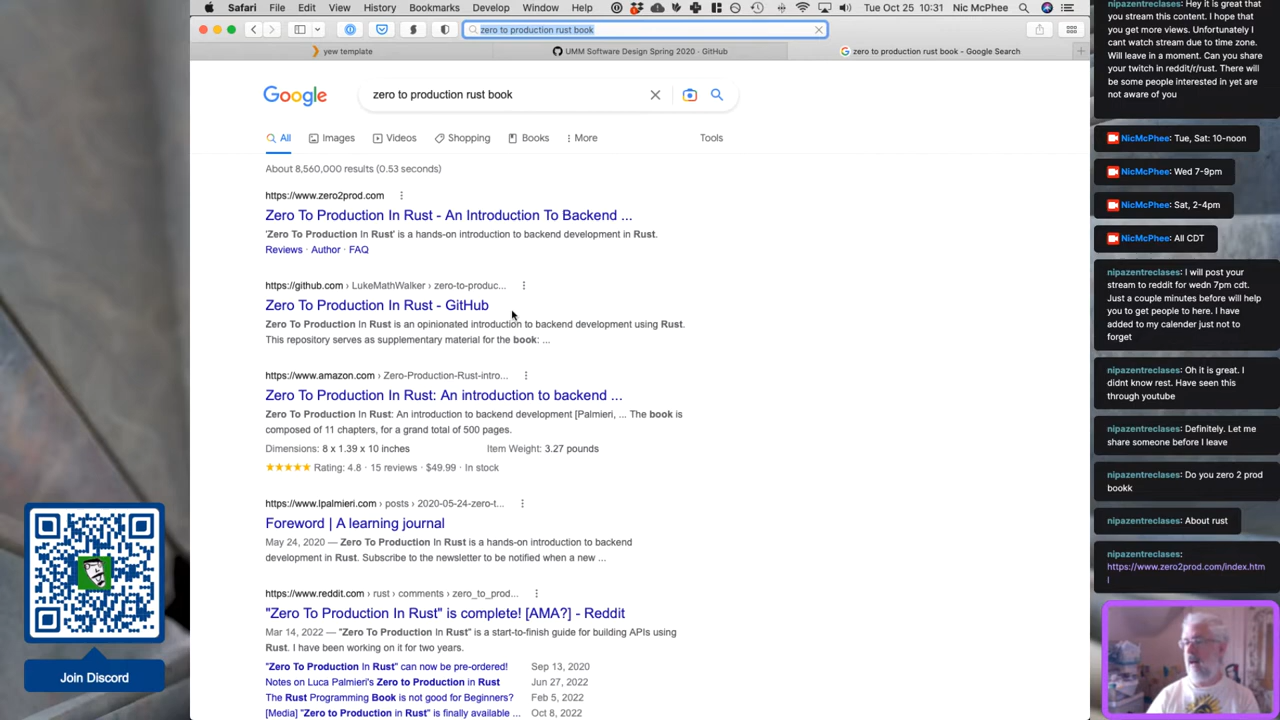 Safari File Edit View History Bookmarks Develop Window Help Tue Oct 25 10:31 Nic McPhee
zero to production rust book
yew template
UMM Software Design Spring 2020 · GitHub
zero to production rust book - Google Search
Google
zero to production rust book
All Images Videos Shopping Books More Tools
About 8,560,000 results (0.53 seconds)
https://www.zero2prod.com
Zero To Production In Rust - An Introduction To Backend ...
'Zero To Production In Rust' is a hands-on introduction to backend development in Rust.
Reviews · Author · FAQ
https://github.com › LukeMathWalker › zero-to-produc...
Zero To Production In Rust - GitHub
Zero To Production In Rust is an opinionated introduction to backend development using Rust.
This repository serves as supplementary material for the book: ...
https://www.amazon.com › Zero-Production-Rust-intro...
Zero To Production In Rust: An introduction to backend ...
Zero To Production In Rust: An introduction to backend development [Palmieri, ... The book is
composed of 11 chapters, for a grand total of 500 pages.
Dimensions: 8 x 1.39 x 10 inches Item Weight: 3.27 pounds
Rating: 4.8 · 15 reviews · $49.99 · In stock
https://www.lpalmieri.com › posts › 2020-05-24-zero-t...
Foreword | A learning journal
May 24, 2020 — Zero To Production In Rust is a hands-on introduction to backend
development in Rust. Subscribe to the newsletter to be notified when a new ...
https://www.reddit.com › rust › comments › zero_to_prod...
"Zero To Production In Rust" is complete! [AMA?] - Reddit
Mar 14, 2022 — "Zero To Production In Rust" is a start-to-finish guide for building APIs using
Rust. I have been working on it for two years.
"Zero To Production In Rust" can now be pre-ordered! Sep 13, 2020
Notes on Luca Palmieri's Zero to Production in Rust Jun 27, 2022
The Rust Programming Book is not good for Beginners? Feb 5, 2022
[Media] "Zero to Production in Rust" is finally available ... Oct 8, 2022
Join Discord
nipazentreclases: Hey it is great that
you stream this content. I hope that
you get more views. Unfortunately I
cant watch stream due to time zone.
Will leave in a moment. Can you share
your twitch in reddit/r/rust. There will
be some people interested in yet are
not aware of you
NicMcPhee: Tue, Sat: 10-noon
NicMcPhee: Wed 7-9pm
NicMcPhee: Sat, 2-4pm
NicMcPhee: All CDT
nipazentreclases: I will post your
stream to reddit for wedn 7pm cdt.
Just a couple minutes before will help
you to get people to here. I have
added to my calender just not to
forget
nipazentreclases: Oh it is great. I
didnt know rest. Have seen this
through youtube
nipazentreclases: Definitely. Let me
share someone before I leave
nipazentreclases: Do you zero 2 prod
bookk
nipazentreclases: About rust
nipazentreclases:
https://www.zero2prod.com/index.htm
l